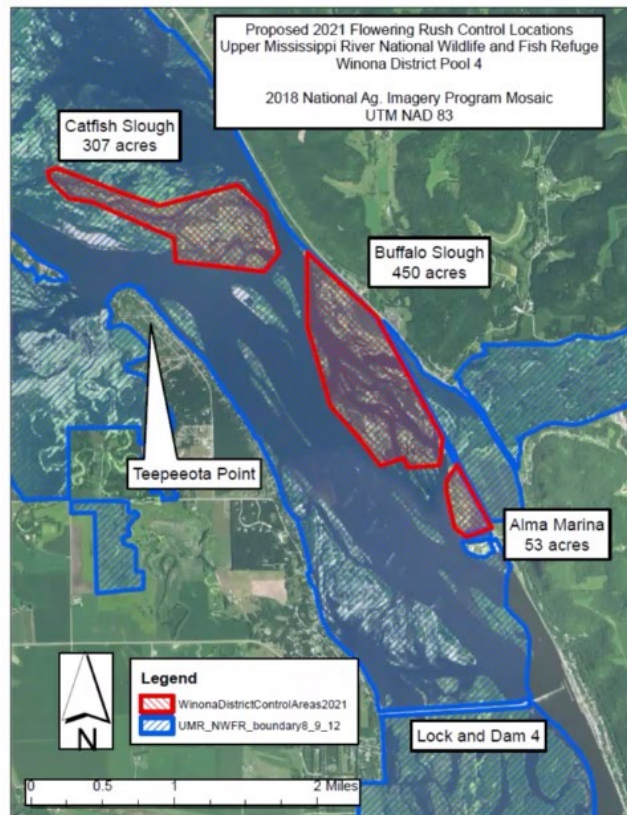 Proposed 2021 Flowering Rush Control Locations
Upper Mississippi River National Wildlife and Fish Refuge
Winona District Pool 4
2018 National Ag. Imagery Program Mosaic
UTM NAD 83
Catfish Slough
307 acres
Buffalo Slough
450 acres
Teepeeota Point
Alma Marina
53 acres
Legend
WinonaDistrictControlAreas2021
UMR_NWFR_boundary8_9_12
N
Lock and Dam 4
0 0.5 1 2 Miles